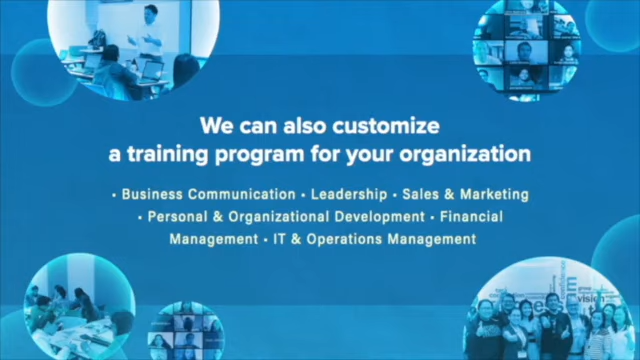 We can also customize
a training program for your organization
• Business Communication • Leadership • Sales & Marketing
• Personal & Organizational Development • Financial
Management • IT & Operations Management
vision